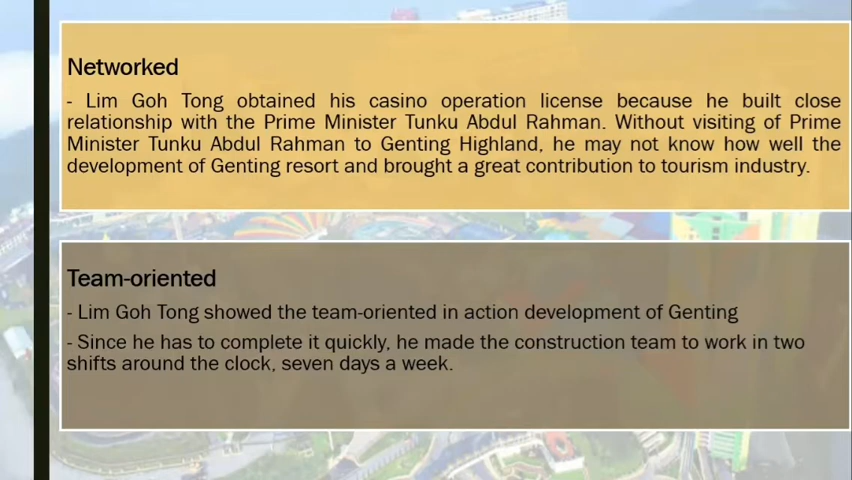 Networked
- Lim Goh Tong obtained his casino operation license because he built close
relationship with the Prime Minister Tunku Abdul Rahman. Without visiting of Prime
Minister Tunku Abdul Rahman to Genting Highland, he may not know how well the
development of Genting resort and brought a great contribution to tourism industry.
Team-oriented
- Lim Goh Tong showed the team-oriented in action development of Genting
- Since he has to complete it quickly, he made the construction team to work in two
shifts around the clock, seven days a week.